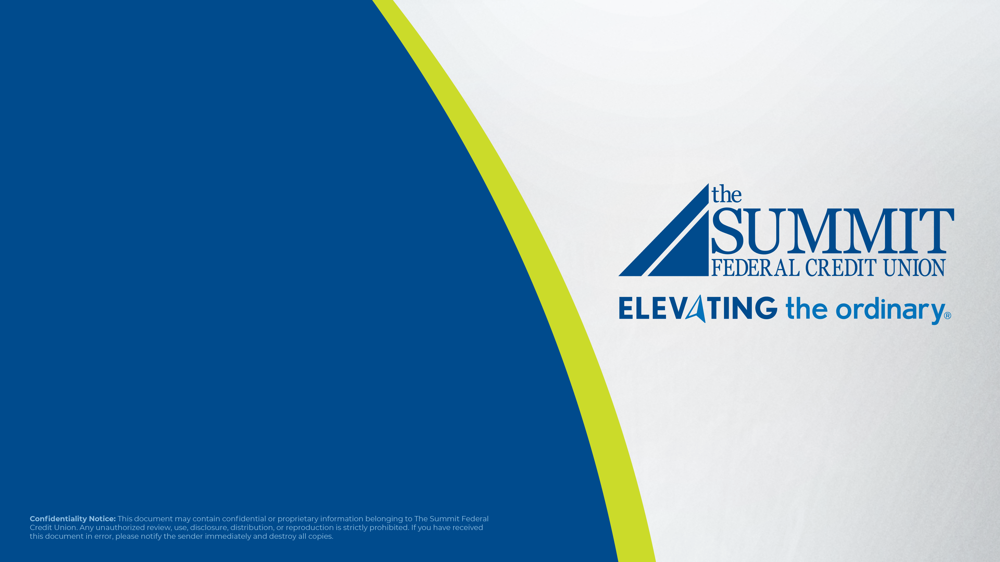 the
SUMMIT
FEDERAL CREDIT UNION
ELEVATING the ordinary®
Confidentiality Notice: This document may contain confidential or proprietary information belonging to The Summit Federal
Credit Union. Any unauthorized review, use, disclosure, distribution, or reproduction is strictly prohibited. If you have received
this document in error, please notify the sender immediately and destroy all copies.